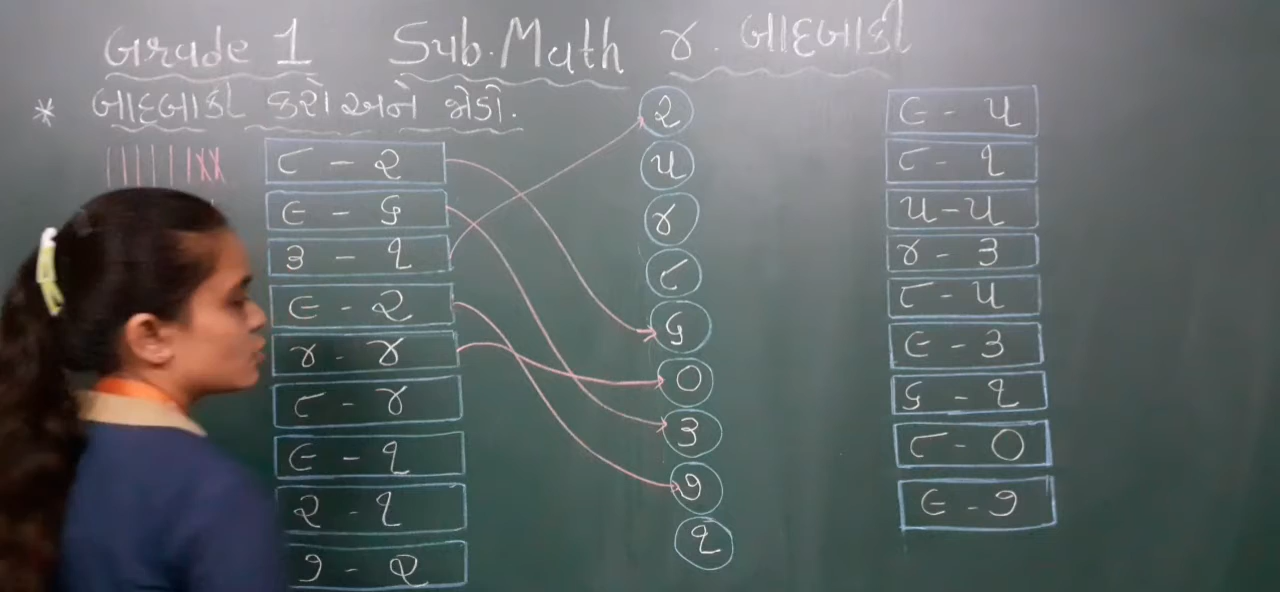 Grade 1 Sub. Math ૪. બાદબાકી
* બાદબાકી કરો અને જોડો.
૮ - ૨
૯ - ૬
૩ - ૧
૯ - ૨
૪ - ૪
૮ - ૪
૯ - ૧
૨ - ૧
૭ - ૨
૨
૫
૪
૮
૬
૦
૩
૭
૧
૯ - ૫
૮ - ૧
૫ - ૫
૪ - ૩
૮ - ૫
૯ - ૩
૬ - ૧
૮ - ૦
૯ - ૭